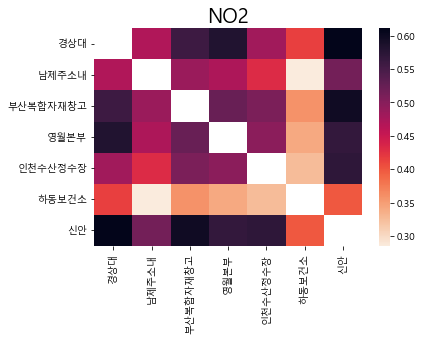 NO2
경상대
남제주소내
부산복합자재창고
영월본부
인천수산정수장
하동보건소
신안
0.60
0.55
0.50
0.45
0.40
0.35
0.30
경상대
남제주소내
부산복합자재창고
영월본부
인천수산정수장
하동보건소
신안